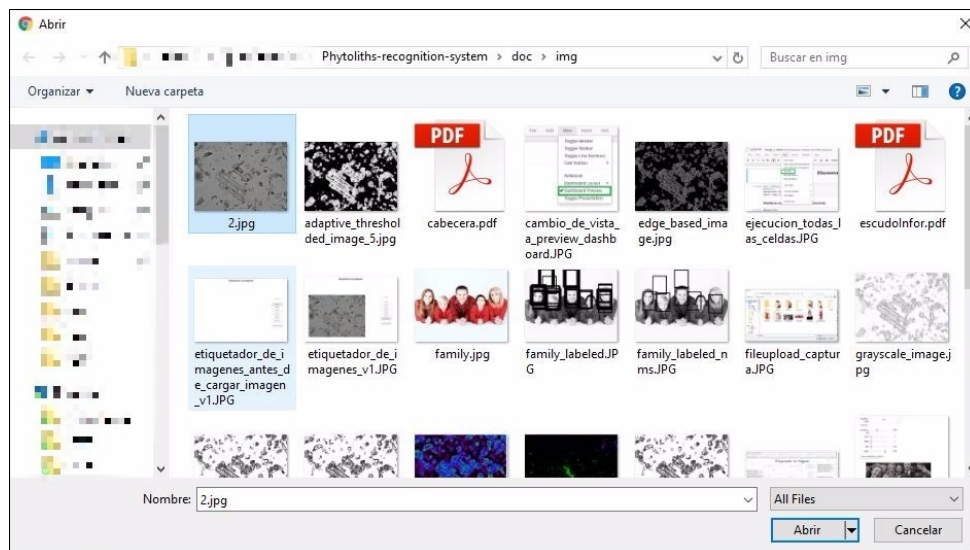 Abrir
Phytoliths-recognition-system > doc > img
Buscar en img
Organizar
Nueva carpeta
PDF
PDF
2.jpg
adaptive_threshol
ded_image_5.jpg
cabecera.pdf
cambio_de_vista_
a_preview_dashb
oard.JPG
edge_based_ima
ge.jpg
ejecucion_todas_l
as_celdas.JPG
escudoInfor.pdf
etiquetador_de_i
magenes_antes_d
e_cargar_imagen
_v1.JPG
etiquetador_de_i
magenes_v1.JPG
family.jpg
family_labeled.JP
G
family_labeled_n
ms.JPG
fileupload_captur
a.JPG
grayscale_image.j
pg
Nombre: 2.jpg
All Files
Abrir
Cancelar